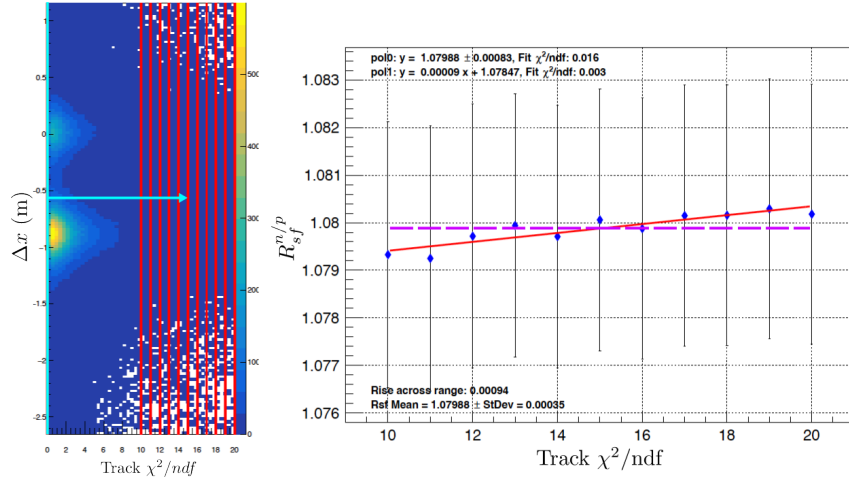 1
0.5
0
-0.5
-1
-1.5
-2
-2.5
Δx (m)
0 2 4 6 8 10 12 14 16 18 20
Track χ²/ndf
500
400
300
200
100
0
pol0: y = 1.07988 ± 0.00083, Fit χ²/ndf: 0.016
pol1: y = 0.00009 x + 1.07847, Fit χ²/ndf: 0.003
1.083
1.082
1.081
1.08
1.079
1.078
1.077
1.076
R_{sf}^{n/p}
Rise across range: 0.00094
Rsf Mean = 1.07988 ± StDev = 0.00035
10 12 14 16 18 20
Track χ²/ndf